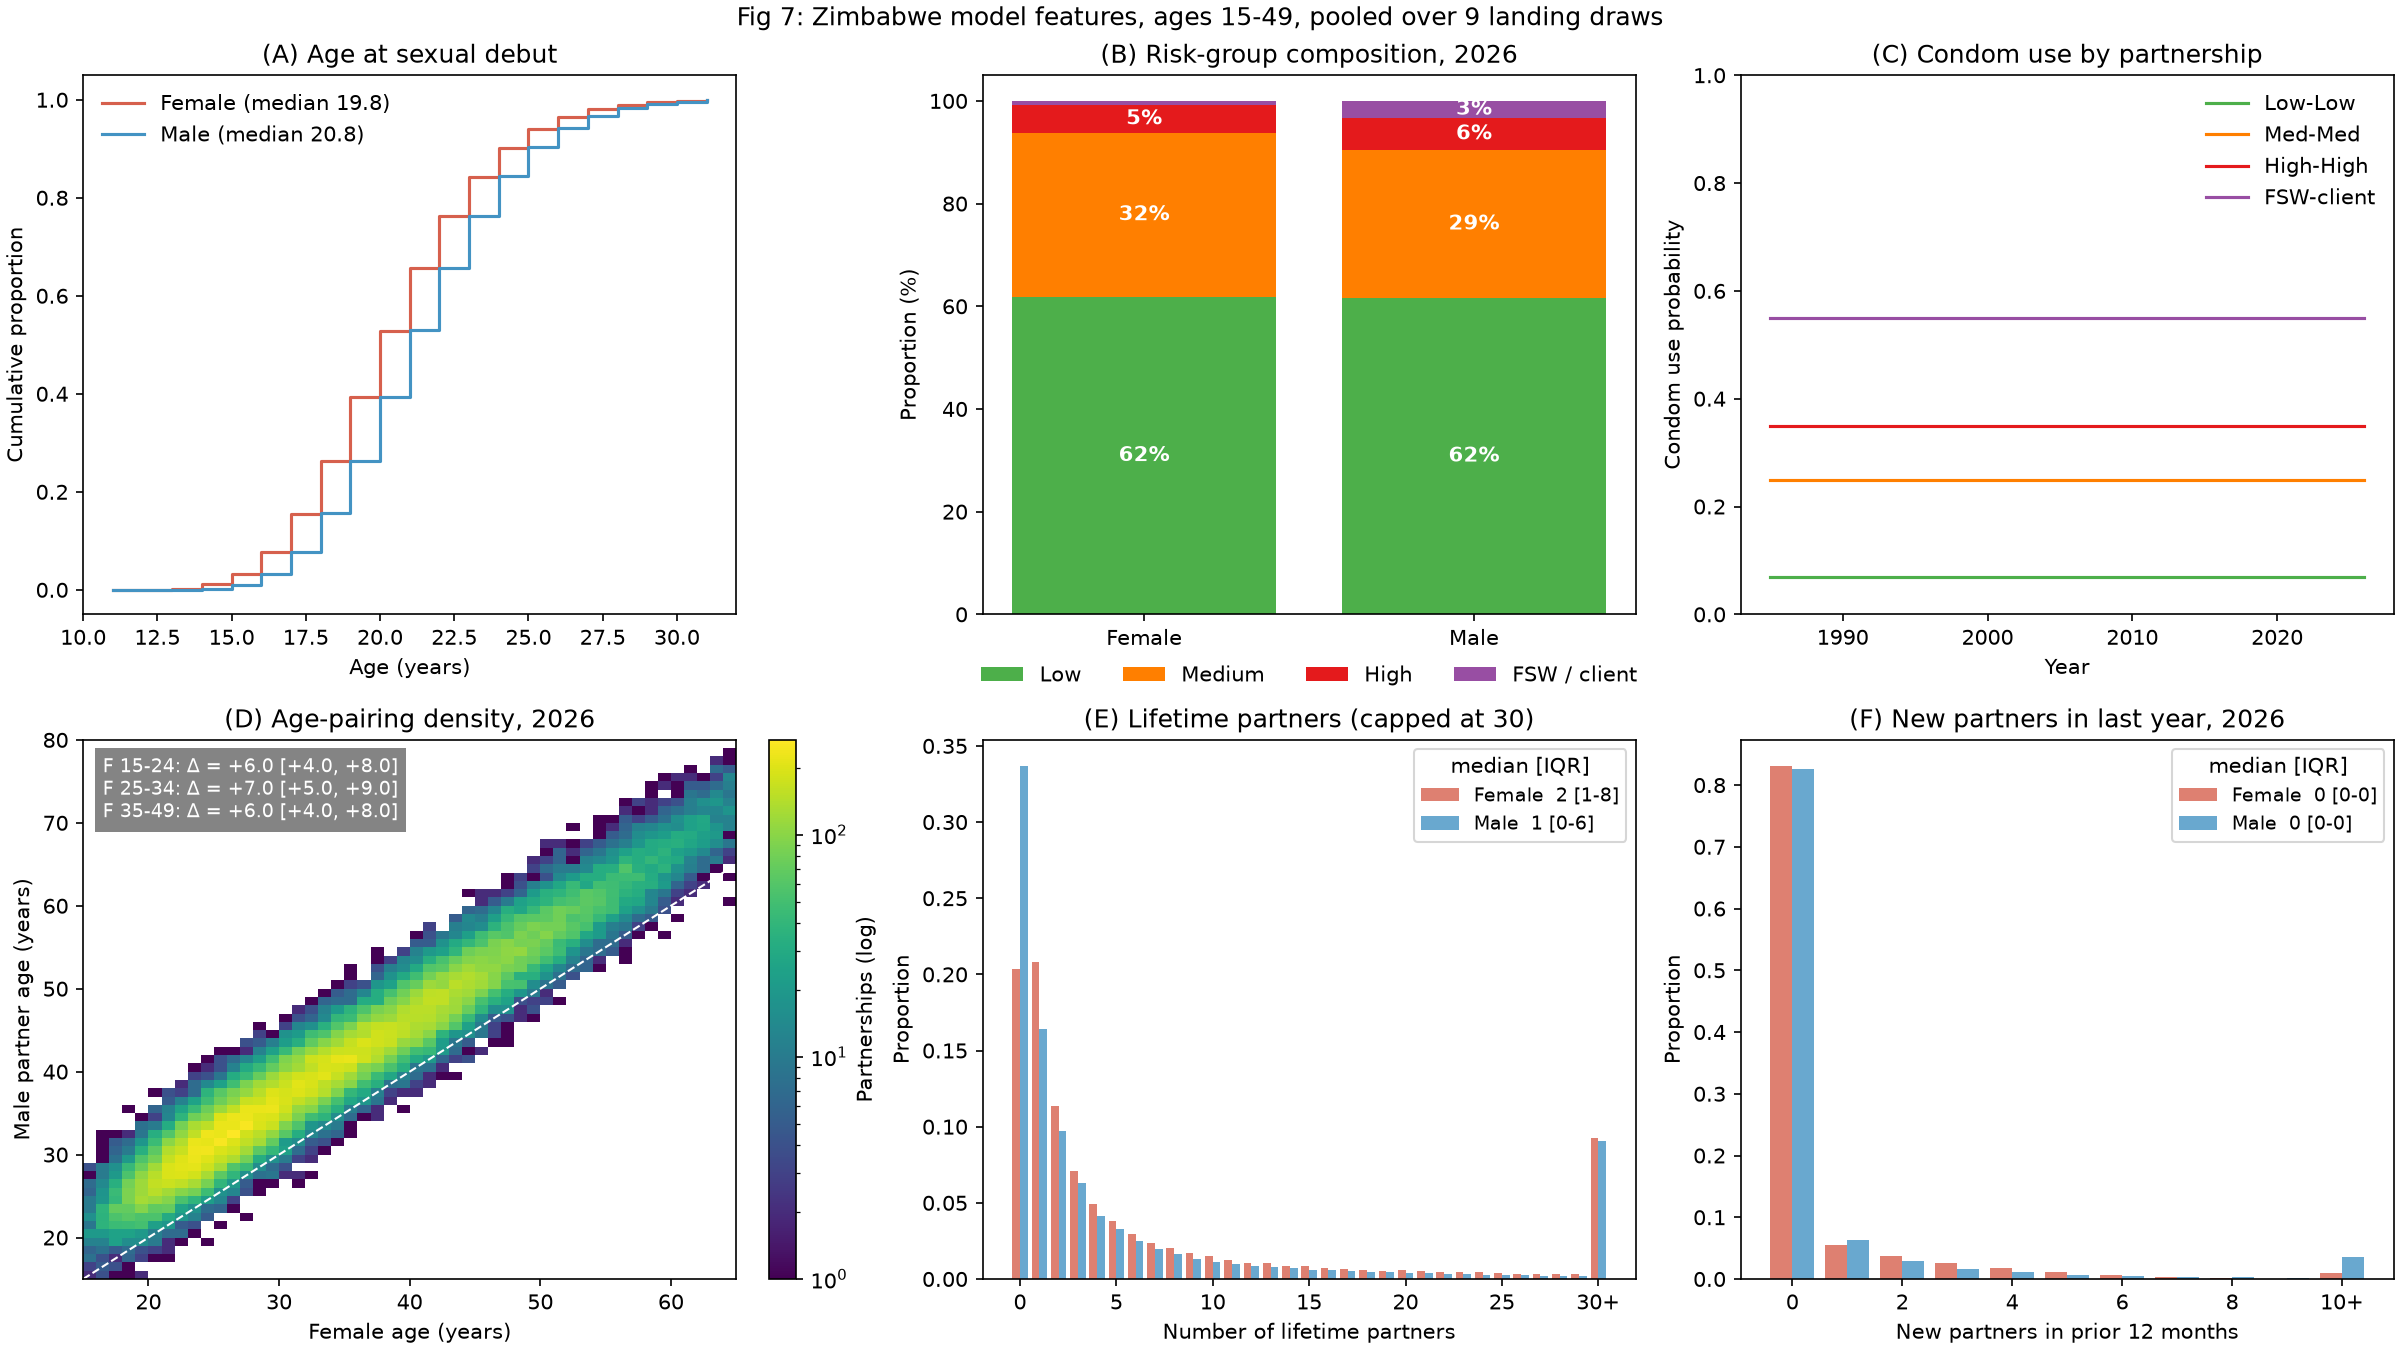 Fig 7: Zimbabwe model features, ages 15-49, pooled over 9 landing draws
(A) Age at sexual debut
Female (median 19.8)
Male (median 20.8)
Cumulative proportion
1.0
0.8
0.6
0.4
0.2
0.0
10.0 12.5 15.0 17.5 20.0 22.5 25.0 27.5 30.0
Age (years)
(B) Risk-group composition, 2026
Proportion (%)
100
80
60
40
20
0
5%
32%
62%
3%
6%
29%
62%
Female Male
Low Medium High FSW / client
(C) Condom use by partnership
Low-Low
Med-Med
High-High
FSW-client
Condom use probability
1.0
0.8
0.6
0.4
0.2
0.0
1990 2000 2010 2020
Year
(D) Age-pairing density, 2026
F 15-24: Δ = +6.0 [+4.0, +8.0]
F 25-34: Δ = +7.0 [+5.0, +9.0]
F 35-49: Δ = +6.0 [+4.0, +8.0]
Male partner age (years)
80
70
60
50
40
30
20
20 30 40 50 60
Female age (years)
10²
10¹
10⁰
Partnerships (log)
(E) Lifetime partners (capped at 30)
median [IQR]
Female 2 [1-8]
Male 1 [0-6]
Proportion
0.35
0.30
0.25
0.20
0.15
0.10
0.05
0.00
0 5 10 15 20 25 30+
Number of lifetime partners
(F) New partners in last year, 2026
median [IQR]
Female 0 [0-0]
Male 0 [0-0]
Proportion
0.8
0.7
0.6
0.5
0.4
0.3
0.2
0.1
0.0
0 2 4 6 8 10+
New partners in prior 12 months